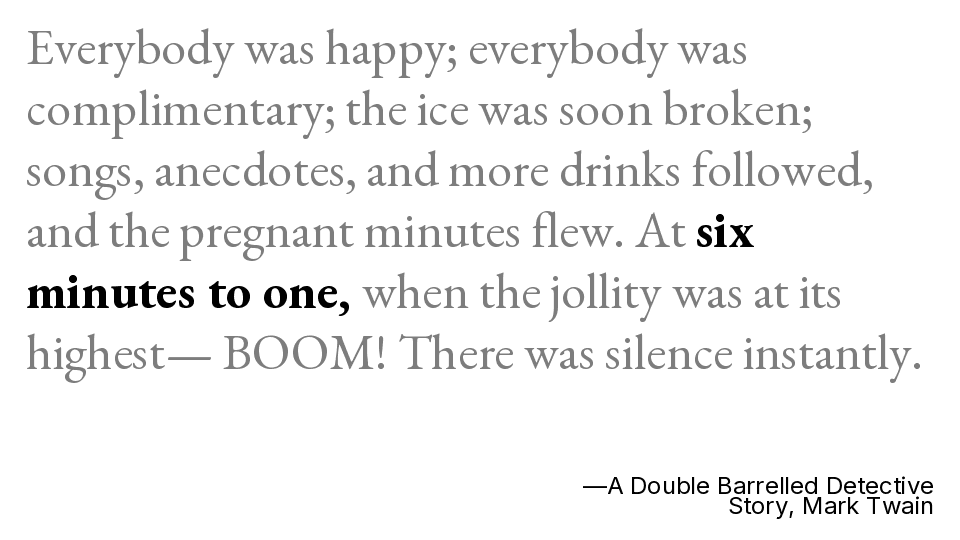 Everybody was happy; everybody was
complimentary; the ice was soon broken;
songs, anecdotes, and more drinks followed,
and the pregnant minutes flew. At six
minutes to one, when the jollity was at its
highest— BOOM! There was silence instantly.
—A Double Barrelled Detective
Story, Mark Twain